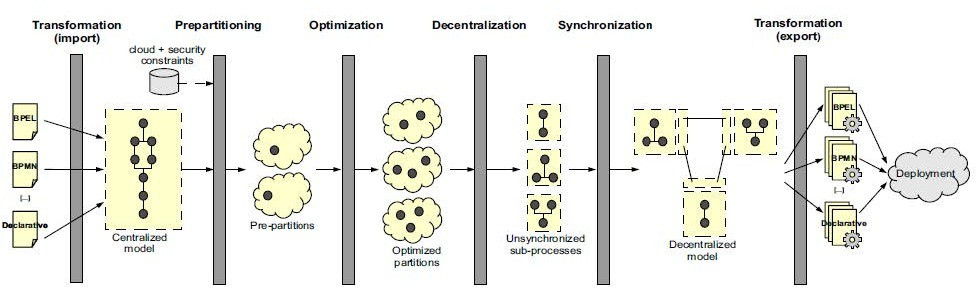 Transformation
(import)
Prepartitioning
Optimization
Decentralization
Synchronization
Transformation
(export)
cloud + security
constraints
BPEL
BPMN
[...]
Declarative
Centralized
model
Pre-partitions
Optimized
partitions
Unsynchronized
sub-processes
Decentralized
model
BPEL
BPMN
[...]
Declarative
Deployment